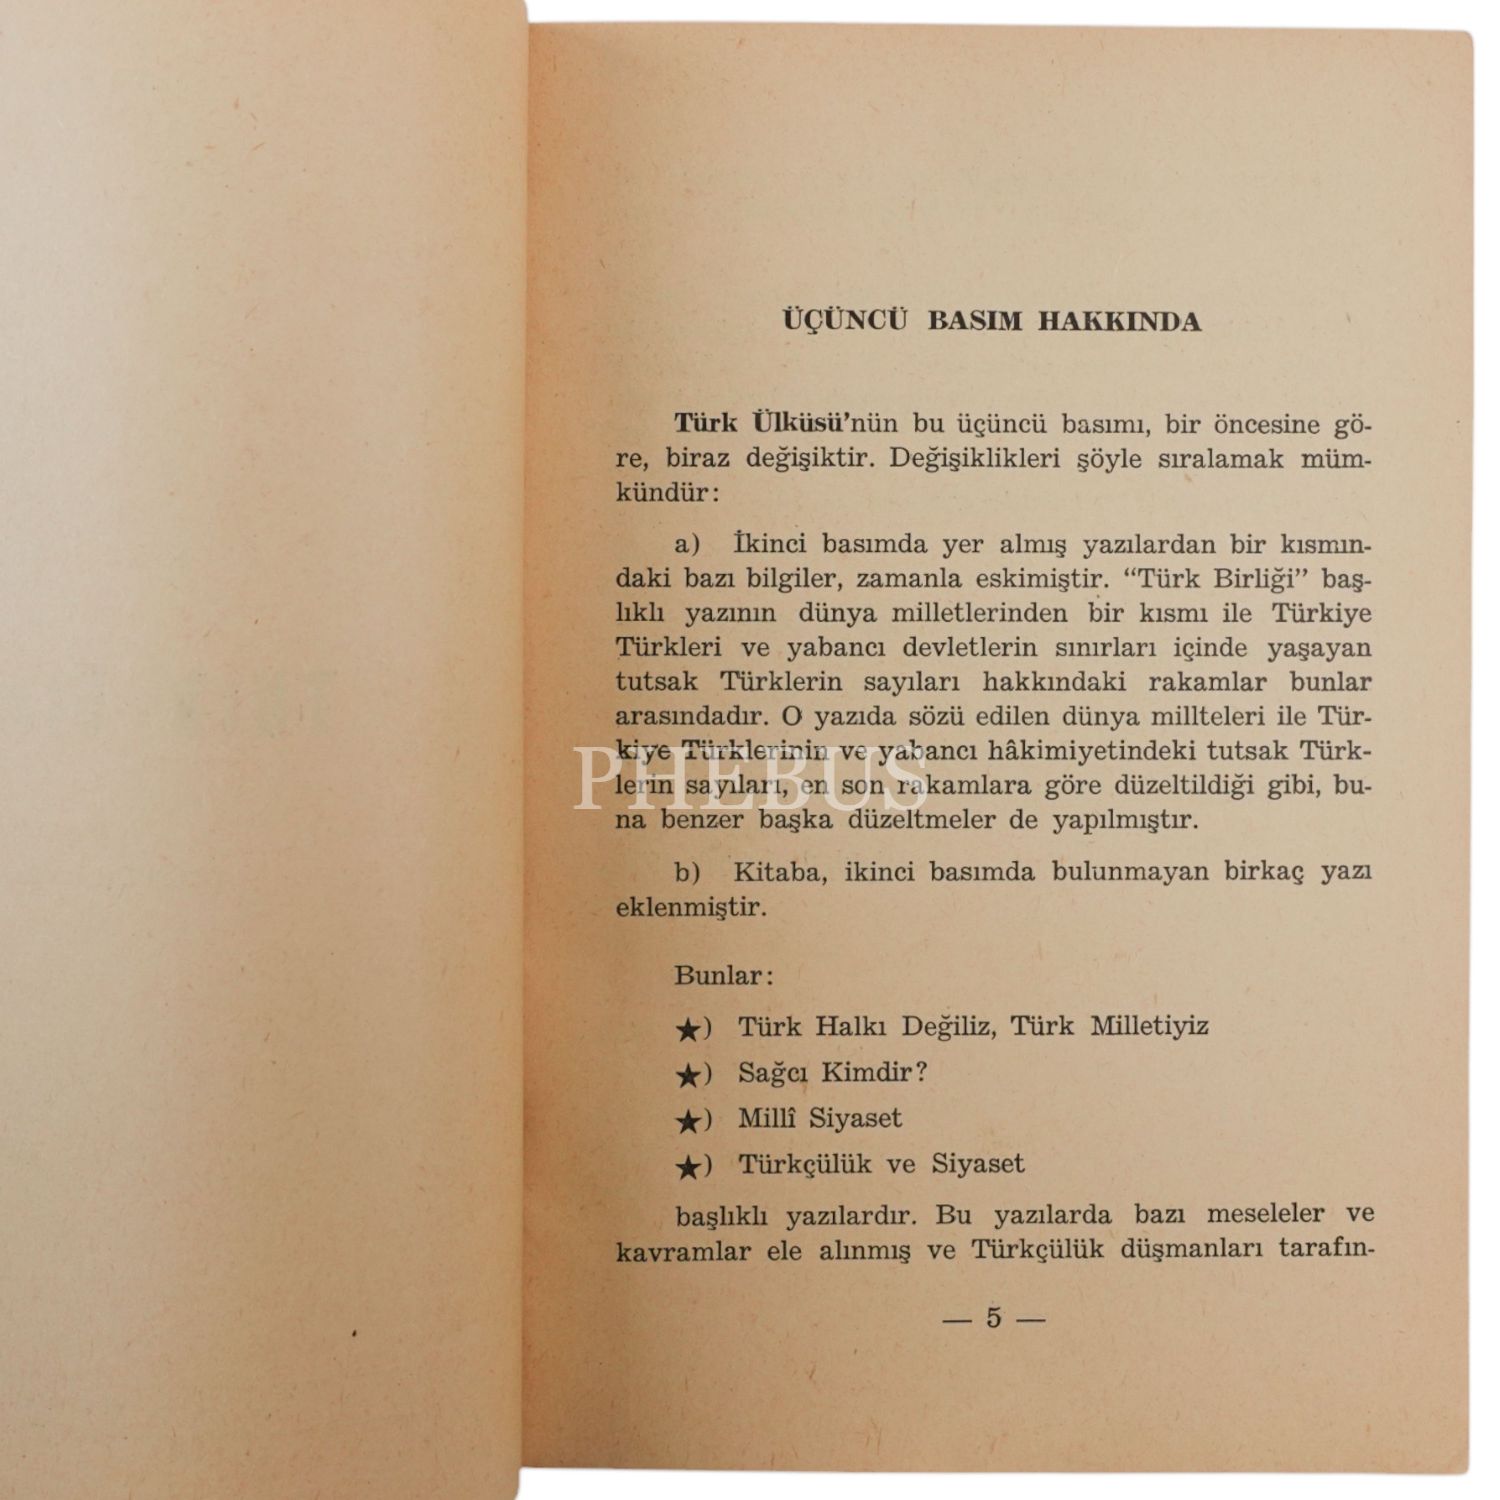 ÜÇÜNCÜ BASIM HAKKINDA
Türk Ülküsü'nün bu üçüncü basımı, bir öncesine gö-
re, biraz değişiktir. Değişiklikleri şöyle sıralamak müm-
kündür:
a) İkinci basımda yer almış yazılardan bir kısmın-
daki bazı bilgiler, zamanla eskimiştir. “Türk Birliği” baş-
lıklı yazının dünya milletlerinden bir kısmı ile Türkiye
Türkleri ve yabancı devletlerin sınırları içinde yaşayan
tutsak Türklerin sayıları hakkındaki rakamlar bunlar
arasındadır. O yazıda sözü edilen dünya millteleri ile Tür-
kiye Türklerinin ve yabancı hâkimiyetindeki tutsak Türk-
lerin sayıları, en son rakamlara göre düzeltildiği gibi, bu-
na benzer başka düzeltmeler de yapılmıştır.
PHEBUS
b) Kitaba, ikinci basımda bulunmayan birkaç yazı
eklenmiştir.
Bunlar:
★) Türk Halkı Değiliz, Türk Milletiyiz
★) Sağcı Kimdir?
★) Millî Siyaset
★) Türkçülük ve Siyaset
başlıklı yazılardır. Bu yazılarda bazı meseleler ve
kavramlar ele alınmış ve Türkçülük düşmanları tarafın-
— 5 —